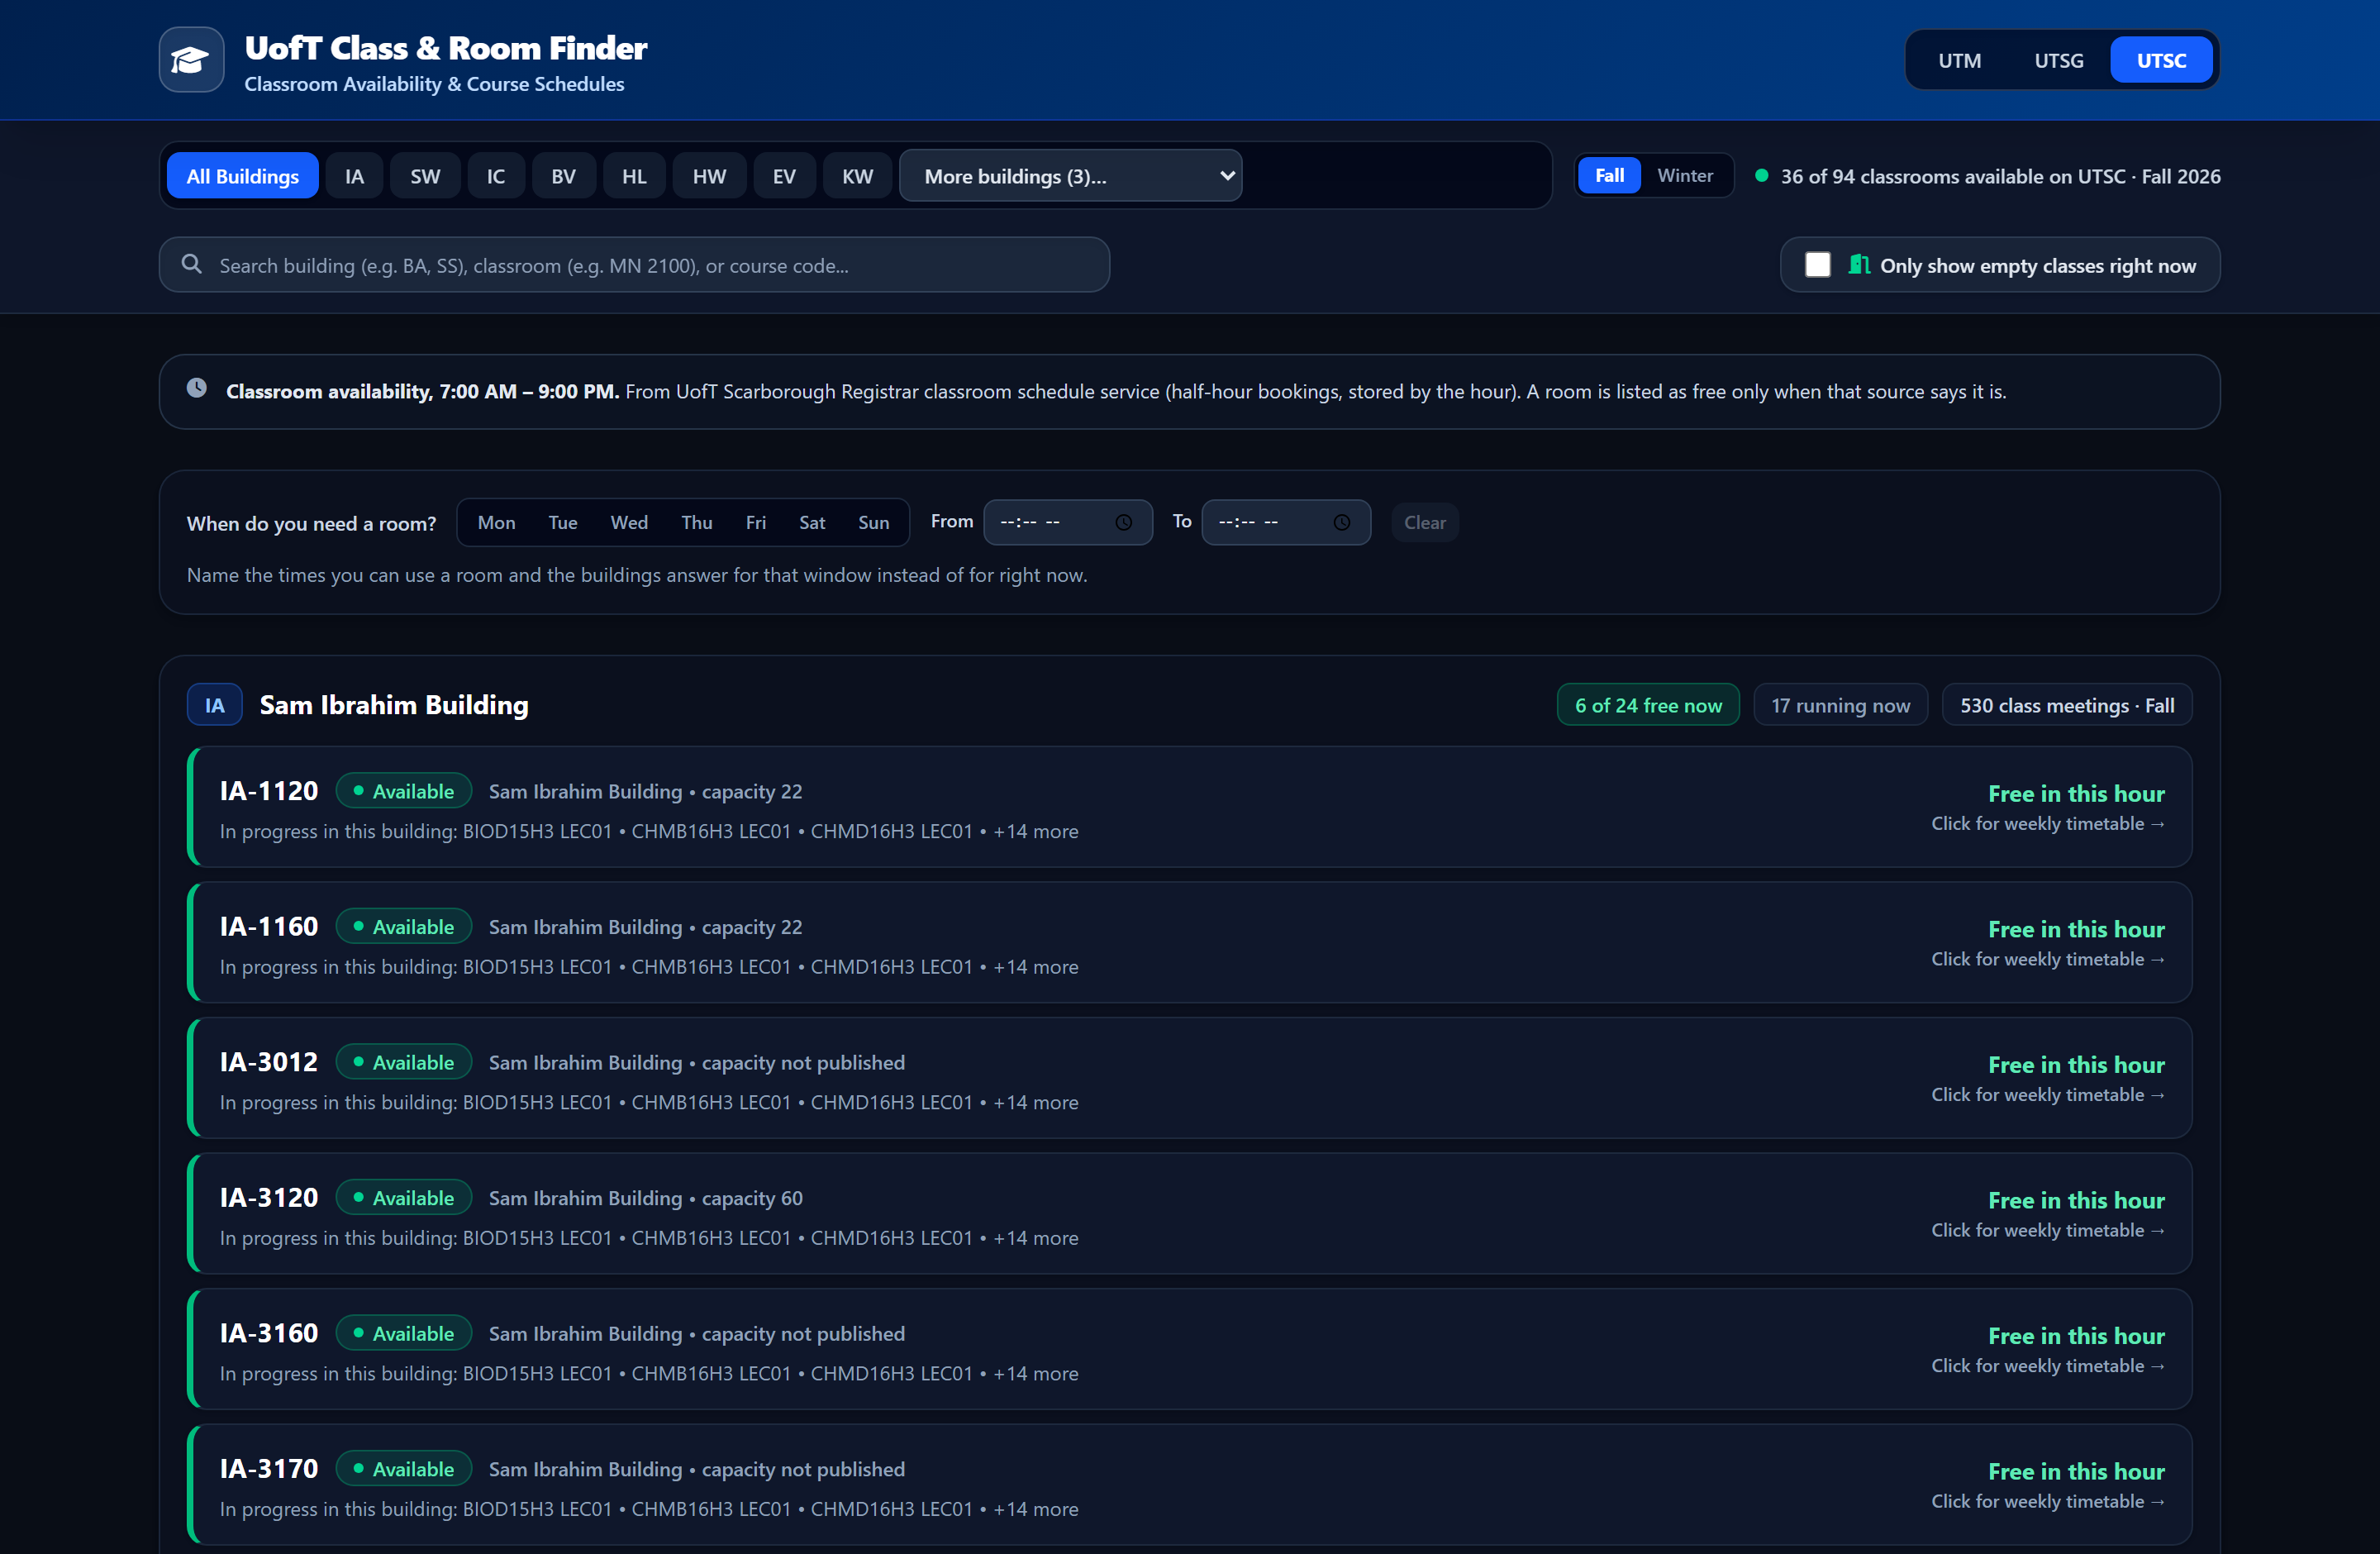 UofT Class & Room Finder
Classroom Availability & Course Schedules
UTM UTSG UTSC
All Buildings IA SW IC BV HL HW EV KW More buildings (3)... Fall Winter 36 of 94 classrooms available on UTSC · Fall 2026
Search building (e.g. BA, SS), classroom (e.g. MN 2100), or course code... Only show empty classes right now
Classroom availability, 7:00 AM – 9:00 PM. From UofT Scarborough Registrar classroom schedule service (half-hour bookings, stored by the hour). A room is listed as free only when that source says it is.
When do you need a room? Mon Tue Wed Thu Fri Sat Sun From --:-- -- To --:-- -- Clear
Name the times you can use a room and the buildings answer for that window instead of for right now.
IA Sam Ibrahim Building 6 of 24 free now 17 running now 530 class meetings · Fall
IA-1120 Available Sam Ibrahim Building • capacity 22 Free in this hour
In progress in this building: BIOD15H3 LEC01 • CHMB16H3 LEC01 • CHMD16H3 LEC01 • +14 more Click for weekly timetable →
IA-1160 Available Sam Ibrahim Building • capacity 22 Free in this hour
In progress in this building: BIOD15H3 LEC01 • CHMB16H3 LEC01 • CHMD16H3 LEC01 • +14 more Click for weekly timetable →
IA-3012 Available Sam Ibrahim Building • capacity not published Free in this hour
In progress in this building: BIOD15H3 LEC01 • CHMB16H3 LEC01 • CHMD16H3 LEC01 • +14 more Click for weekly timetable →
IA-3120 Available Sam Ibrahim Building • capacity 60 Free in this hour
In progress in this building: BIOD15H3 LEC01 • CHMB16H3 LEC01 • CHMD16H3 LEC01 • +14 more Click for weekly timetable →
IA-3160 Available Sam Ibrahim Building • capacity not published Free in this hour
In progress in this building: BIOD15H3 LEC01 • CHMB16H3 LEC01 • CHMD16H3 LEC01 • +14 more Click for weekly timetable →
IA-3170 Available Sam Ibrahim Building • capacity not published Free in this hour
In progress in this building: BIOD15H3 LEC01 • CHMB16H3 LEC01 • CHMD16H3 LEC01 • +14 more Click for weekly timetable →